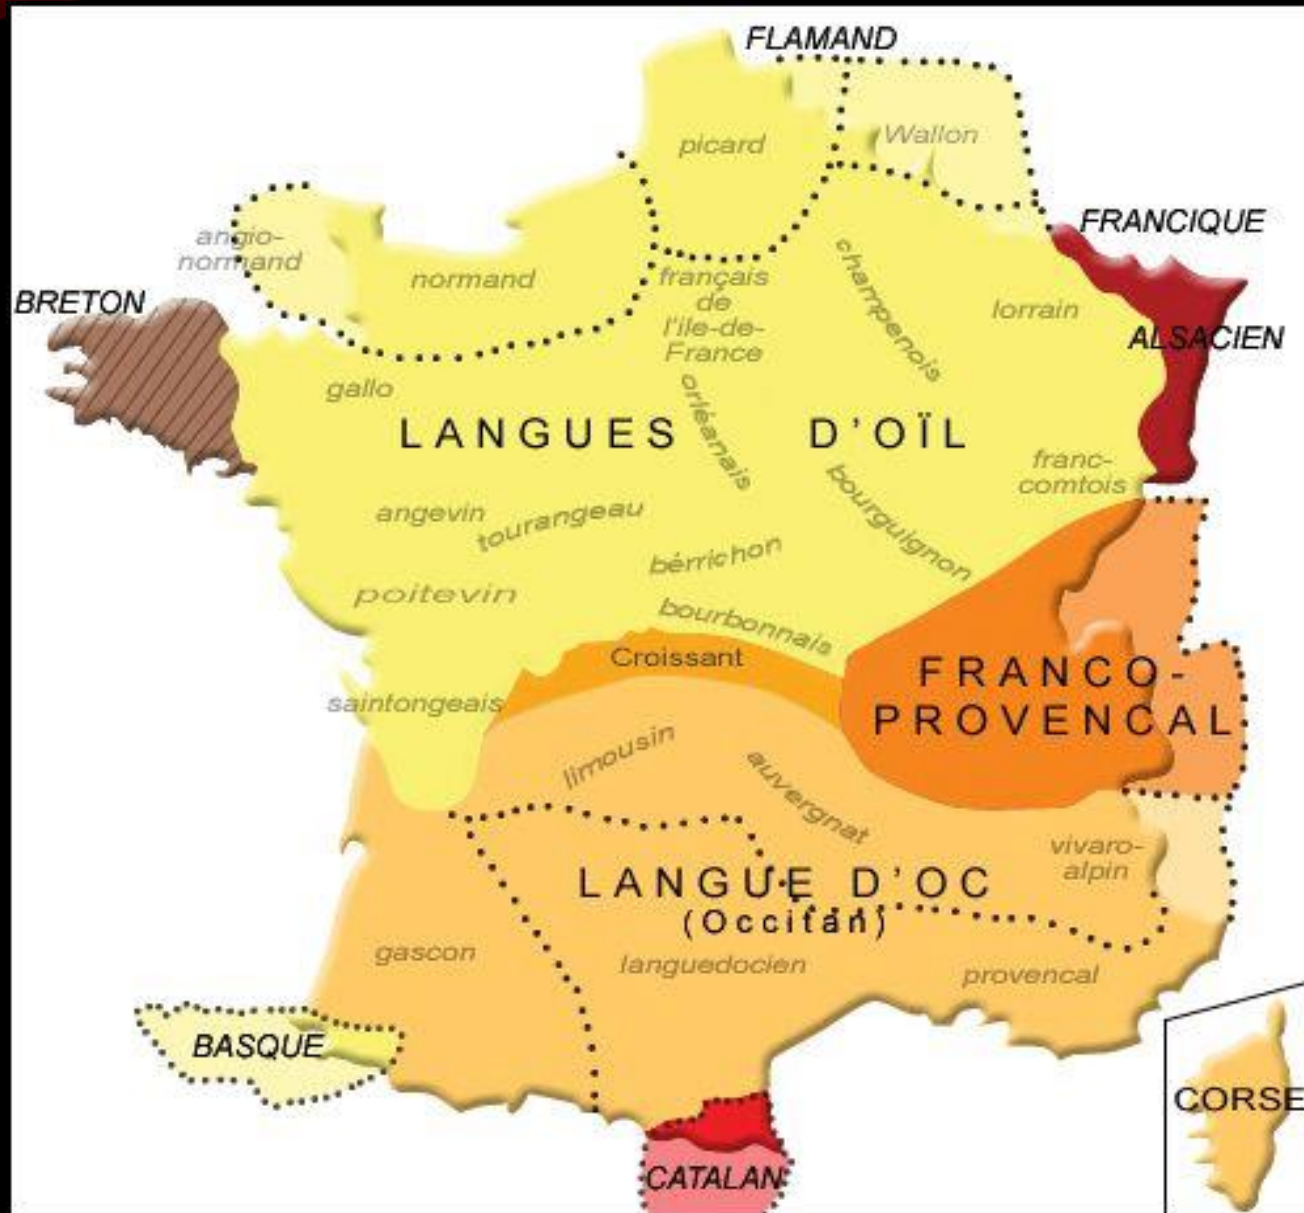 FLAMAND
picard
Wallon
FRANCIQUE
anglo-
normand
normand
français
de
l'ile-de-
France
champenois
lorrain
BRETON
ALSACIEN
gallo
orléanais
LANGUES D'OÏL
franc-
comtois
bourguignon
angevin
tourangeau
bérrichon
poitevin
bourbonnais
Croissant
FRANCO-
PROVENCAL
saintongeais
limousin
auvergnat
vivaro-
alpin
LANGUE D'OC
(Occitan)
gascon
languedocien
provencal
BASQUE
CORSE
CATALAN